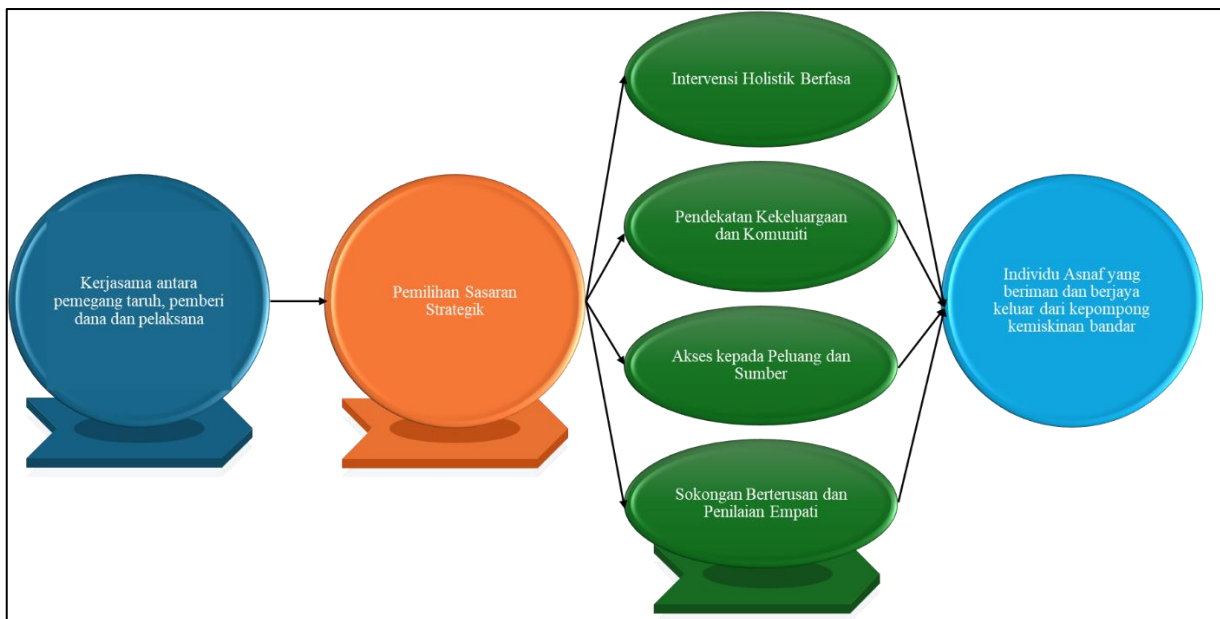 Kerjasama antara
pemegang taruh, pemberi
dana dan pelaksana
Pemilihan Sasaran
Strategik
Intervensi Holistik Berfasa
Pendekatan Kekeluargaan
dan Komuniti
Akses kepada Peluang dan
Sumber
Sokongan Berterusan dan
Penilaian Empati
Individu Asnaf yang
beriman dan berjaya
keluar dari kepompong
kemiskinan bandar